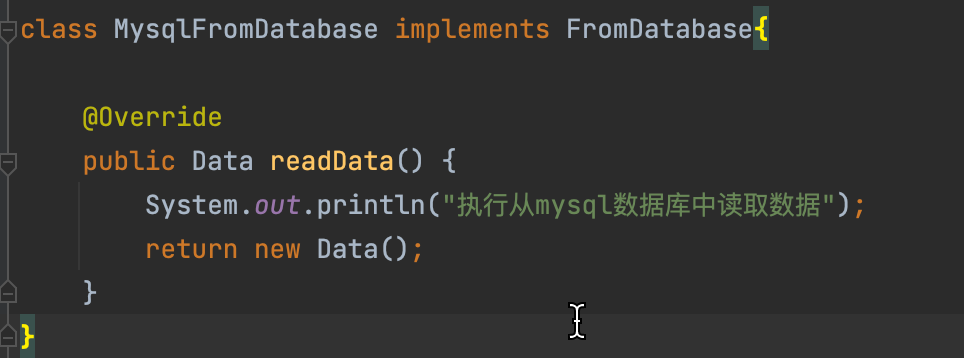 class MysqlFromDatabase implements FromDatabase{
@Override
public Data readData() {
System.out.println("执行从mysql数据库中读取数据");
return new Data();
}
}